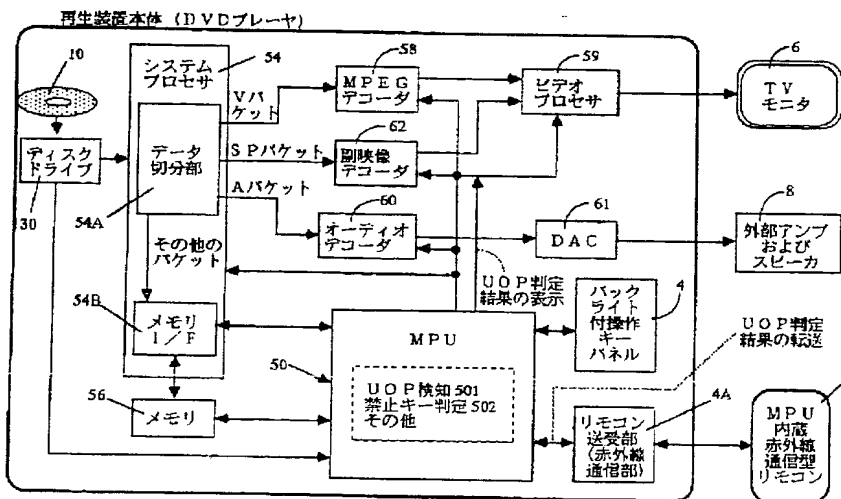 再生装置本体（ＤＶＤプレーヤ）
10
システム
プロセサ
54
データ
切分部
54A
ディスク
ドライブ
30
Ｖパ
ケット
ＳＰパケット
Ａパケット
その他の
パケット
54B
メモリ
Ｉ／Ｆ
56
メモリ
58
ＭＰＥＧ
デコーダ
62
副映像
デコーダ
60
オーディオ
デコーダ
59
ビデオ
プロセサ
61
ＤＡＣ
6
ＴＶ
モニタ
8
外部アンプ
および
スピーカ
ＵＯＰ判定
結果の表示
50
ＭＰＵ
ＵＯＰ検知 501
禁止キー判定 502
その他
4
バック
ライト
付操作
キー
パネル
ＵＯＰ判定
結果の転送
4A
リモコン
送受部
(赤外線
通信部)
ＭＰＵ
内蔵
赤外線
通信型
リモコン